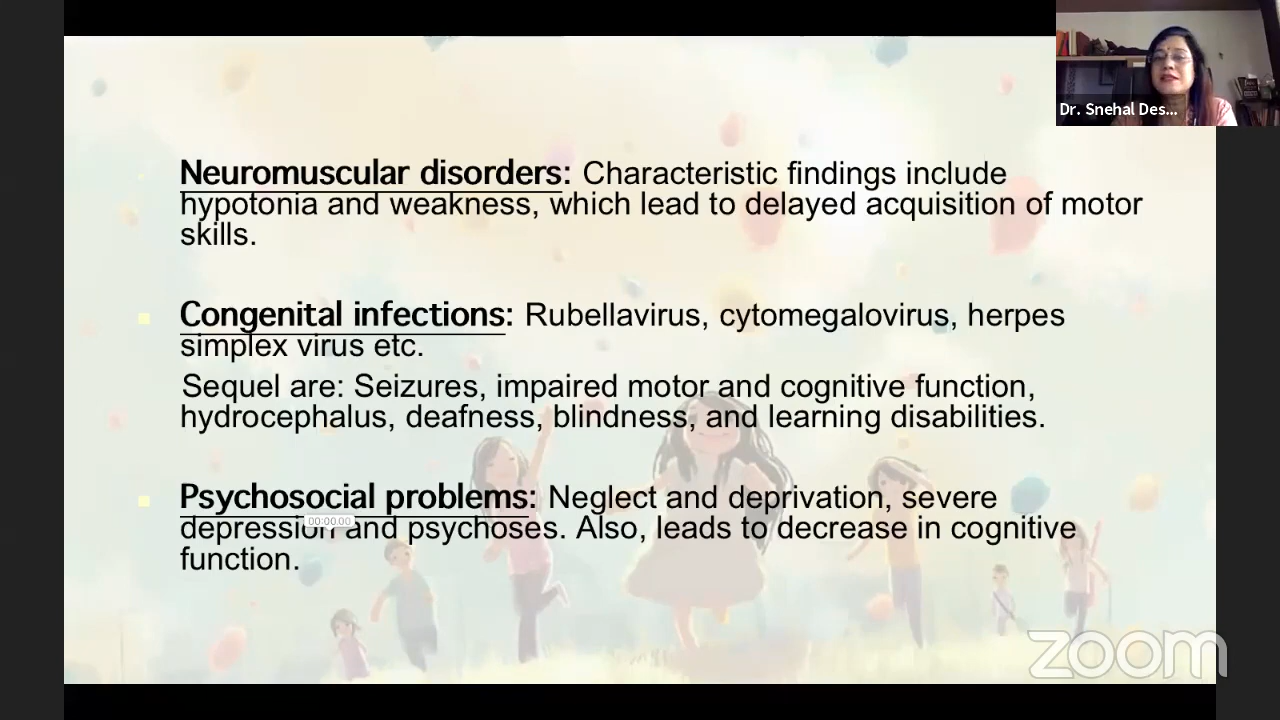 Dr. Snehal Des...
Neuromuscular disorders: Characteristic findings include
hypotonia and weakness, which lead to delayed acquisition of motor
skills.
Congenital infections: Rubellavirus, cytomegalovirus, herpes
simplex virus etc.
Sequel are: Seizures, impaired motor and cognitive function,
hydrocephalus, deafness, blindness, and learning disabilities.
Psychosocial problems: Neglect and deprivation, severe
00:00.00
depression and psychoses. Also, leads to decrease in cognitive
function.
zoom